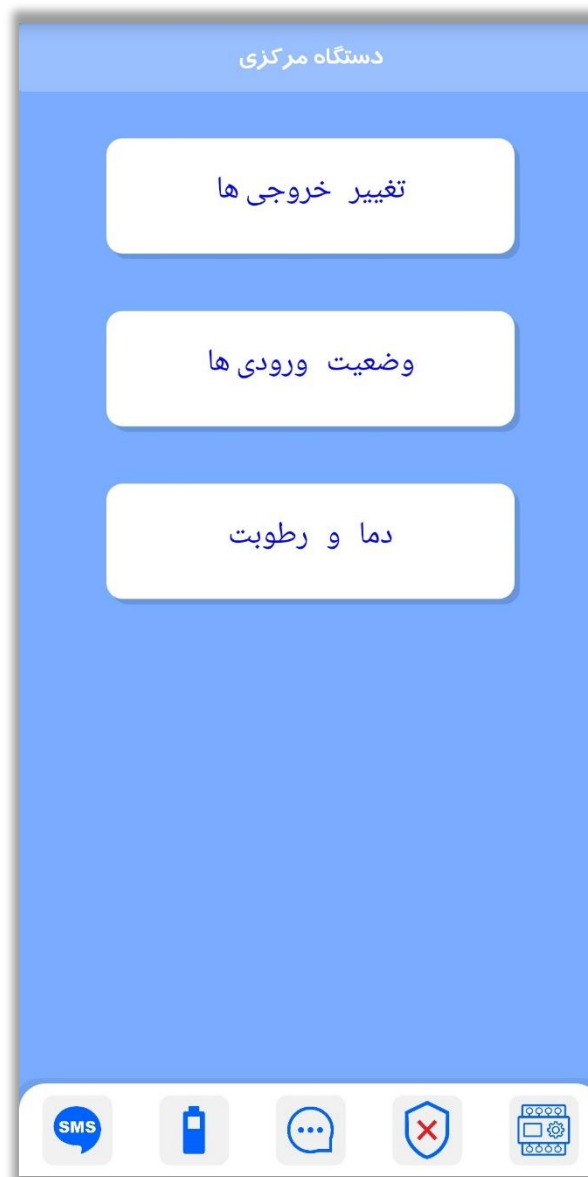 دستگاه مرکزی
تغییر خروجی ها
وضعیت ورودی ها
دما و رطوبت
SMS